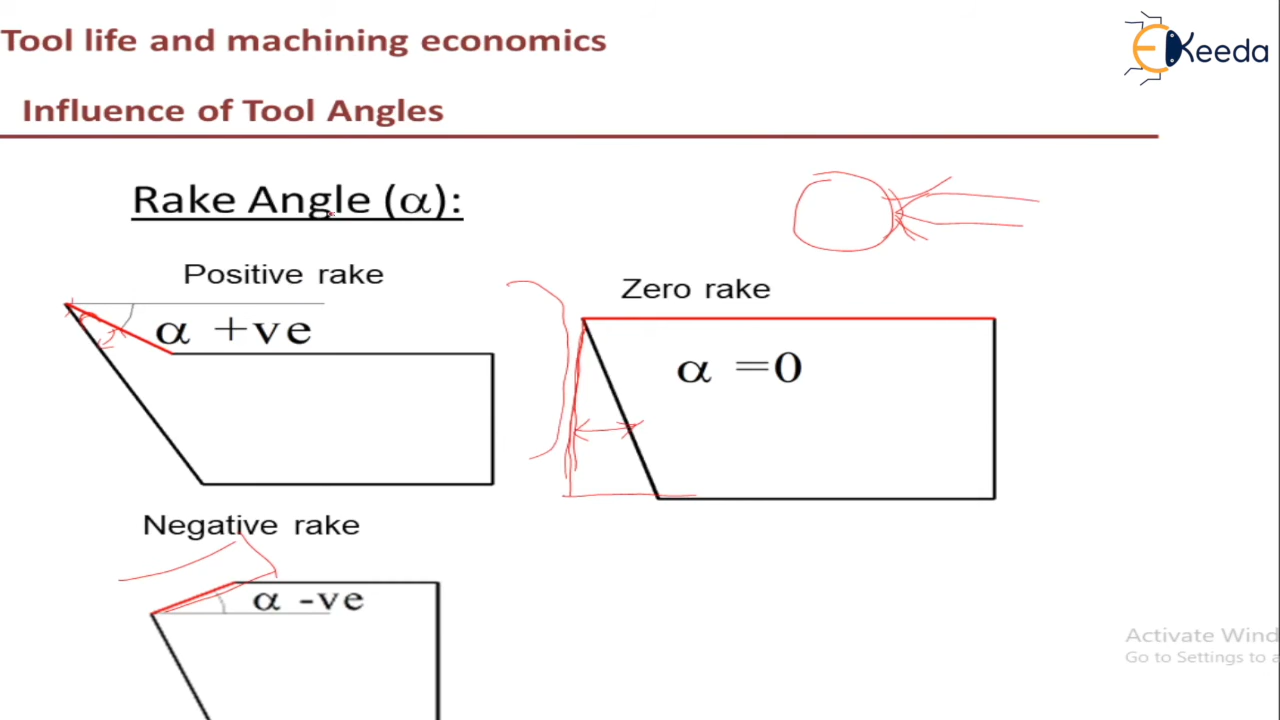 Tool life and machining economics
Keeda
Influence of Tool Angles
Rake Angle (α):
Positive rake
α +ve
Zero rake
α =0
Negative rake
α -ve
Activate Wind
Go to Settings to a